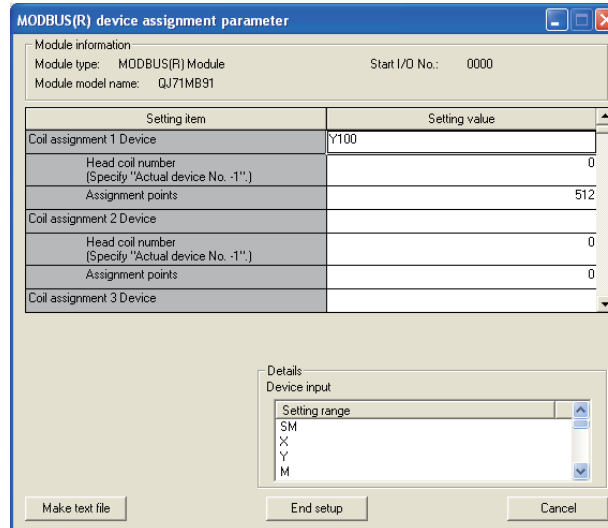 MODBUS(R) device assignment parameter
Module information
Module type: MODBUS(R) Module Start I/O No.: 0000
Module model name: QJ71MB91
Setting item Setting value
Coil assignment 1 Device Y100
Head coil number 0
(Specify "Actual device No. -1".)
Assignment points 512
Coil assignment 2 Device
Head coil number 0
(Specify "Actual device No. -1".)
Assignment points 0
Coil assignment 3 Device
Details
Device input
Setting range
SM
X
Y
M
Make text file End setup Cancel